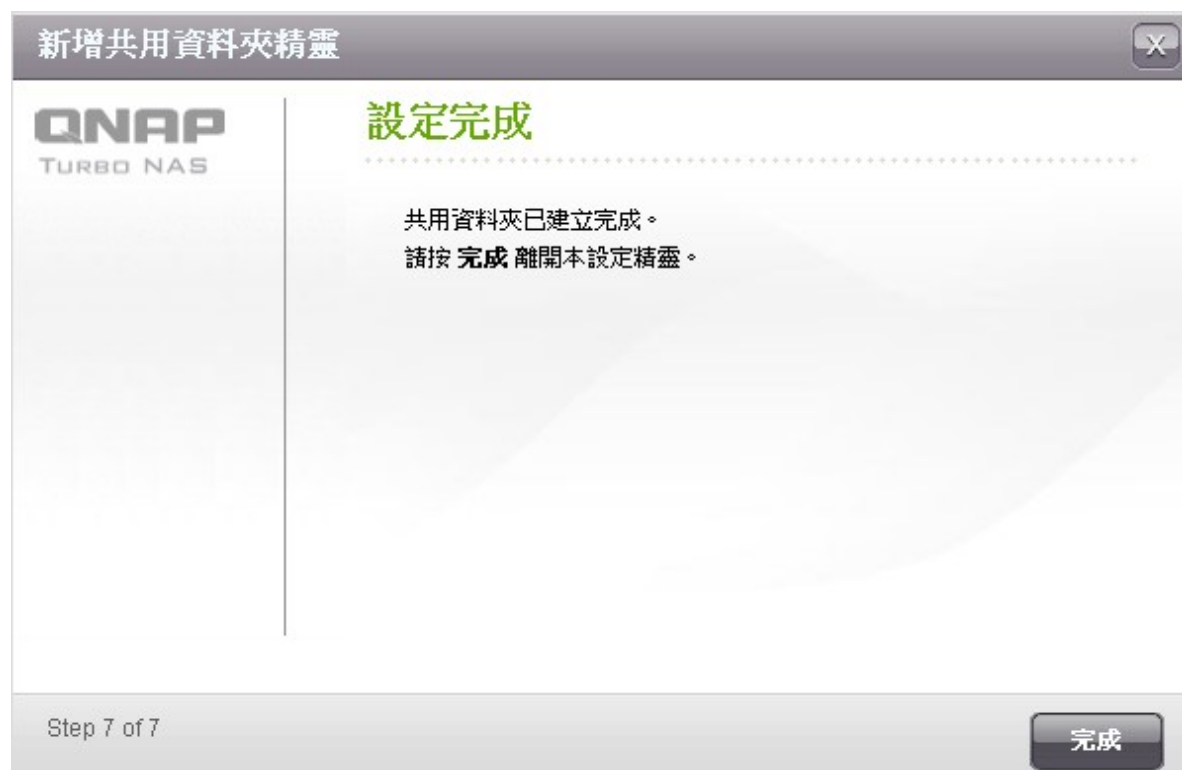 新增共用資料夾精靈
QNAP
TURBO NAS
設定完成
共用資料夾已建立完成。
請按 完成 離開本設定精靈。
Step 7 of 7
完成